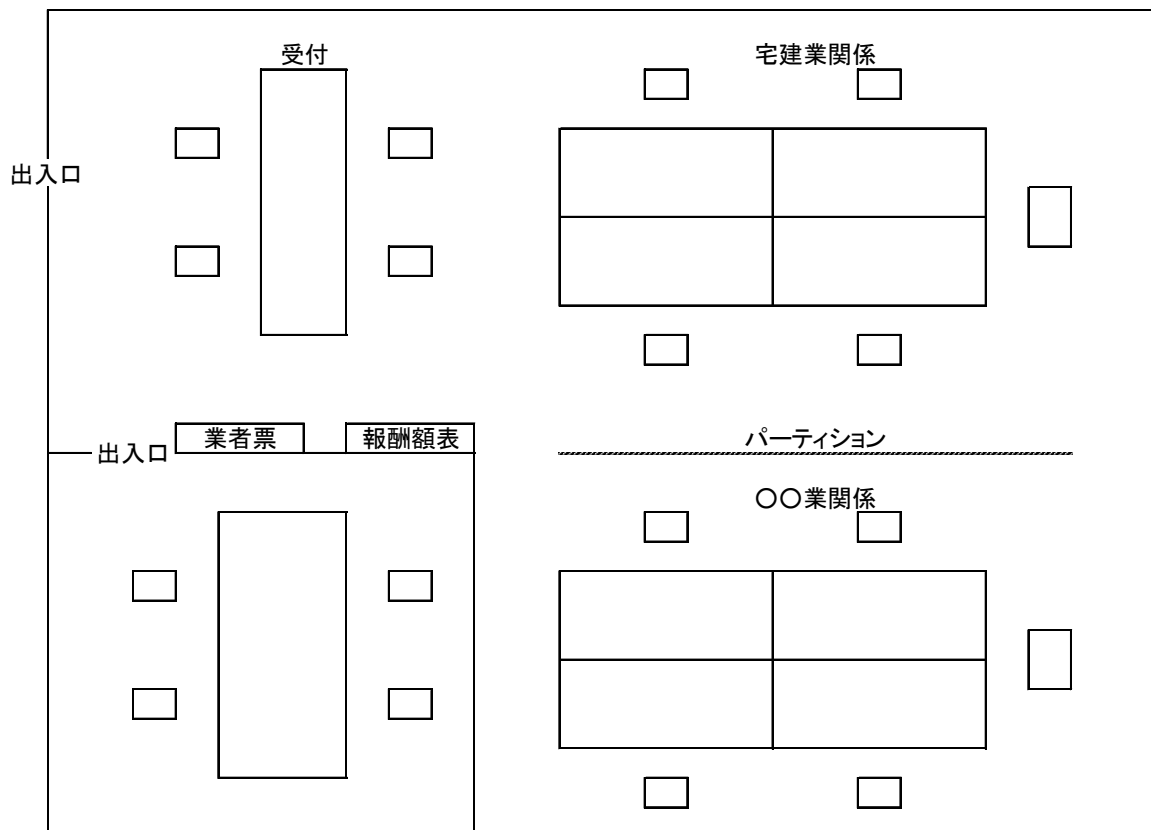 受付
宅建業関係
出入口
業者票
報酬額表
出入口
パーティション
〇〇業関係